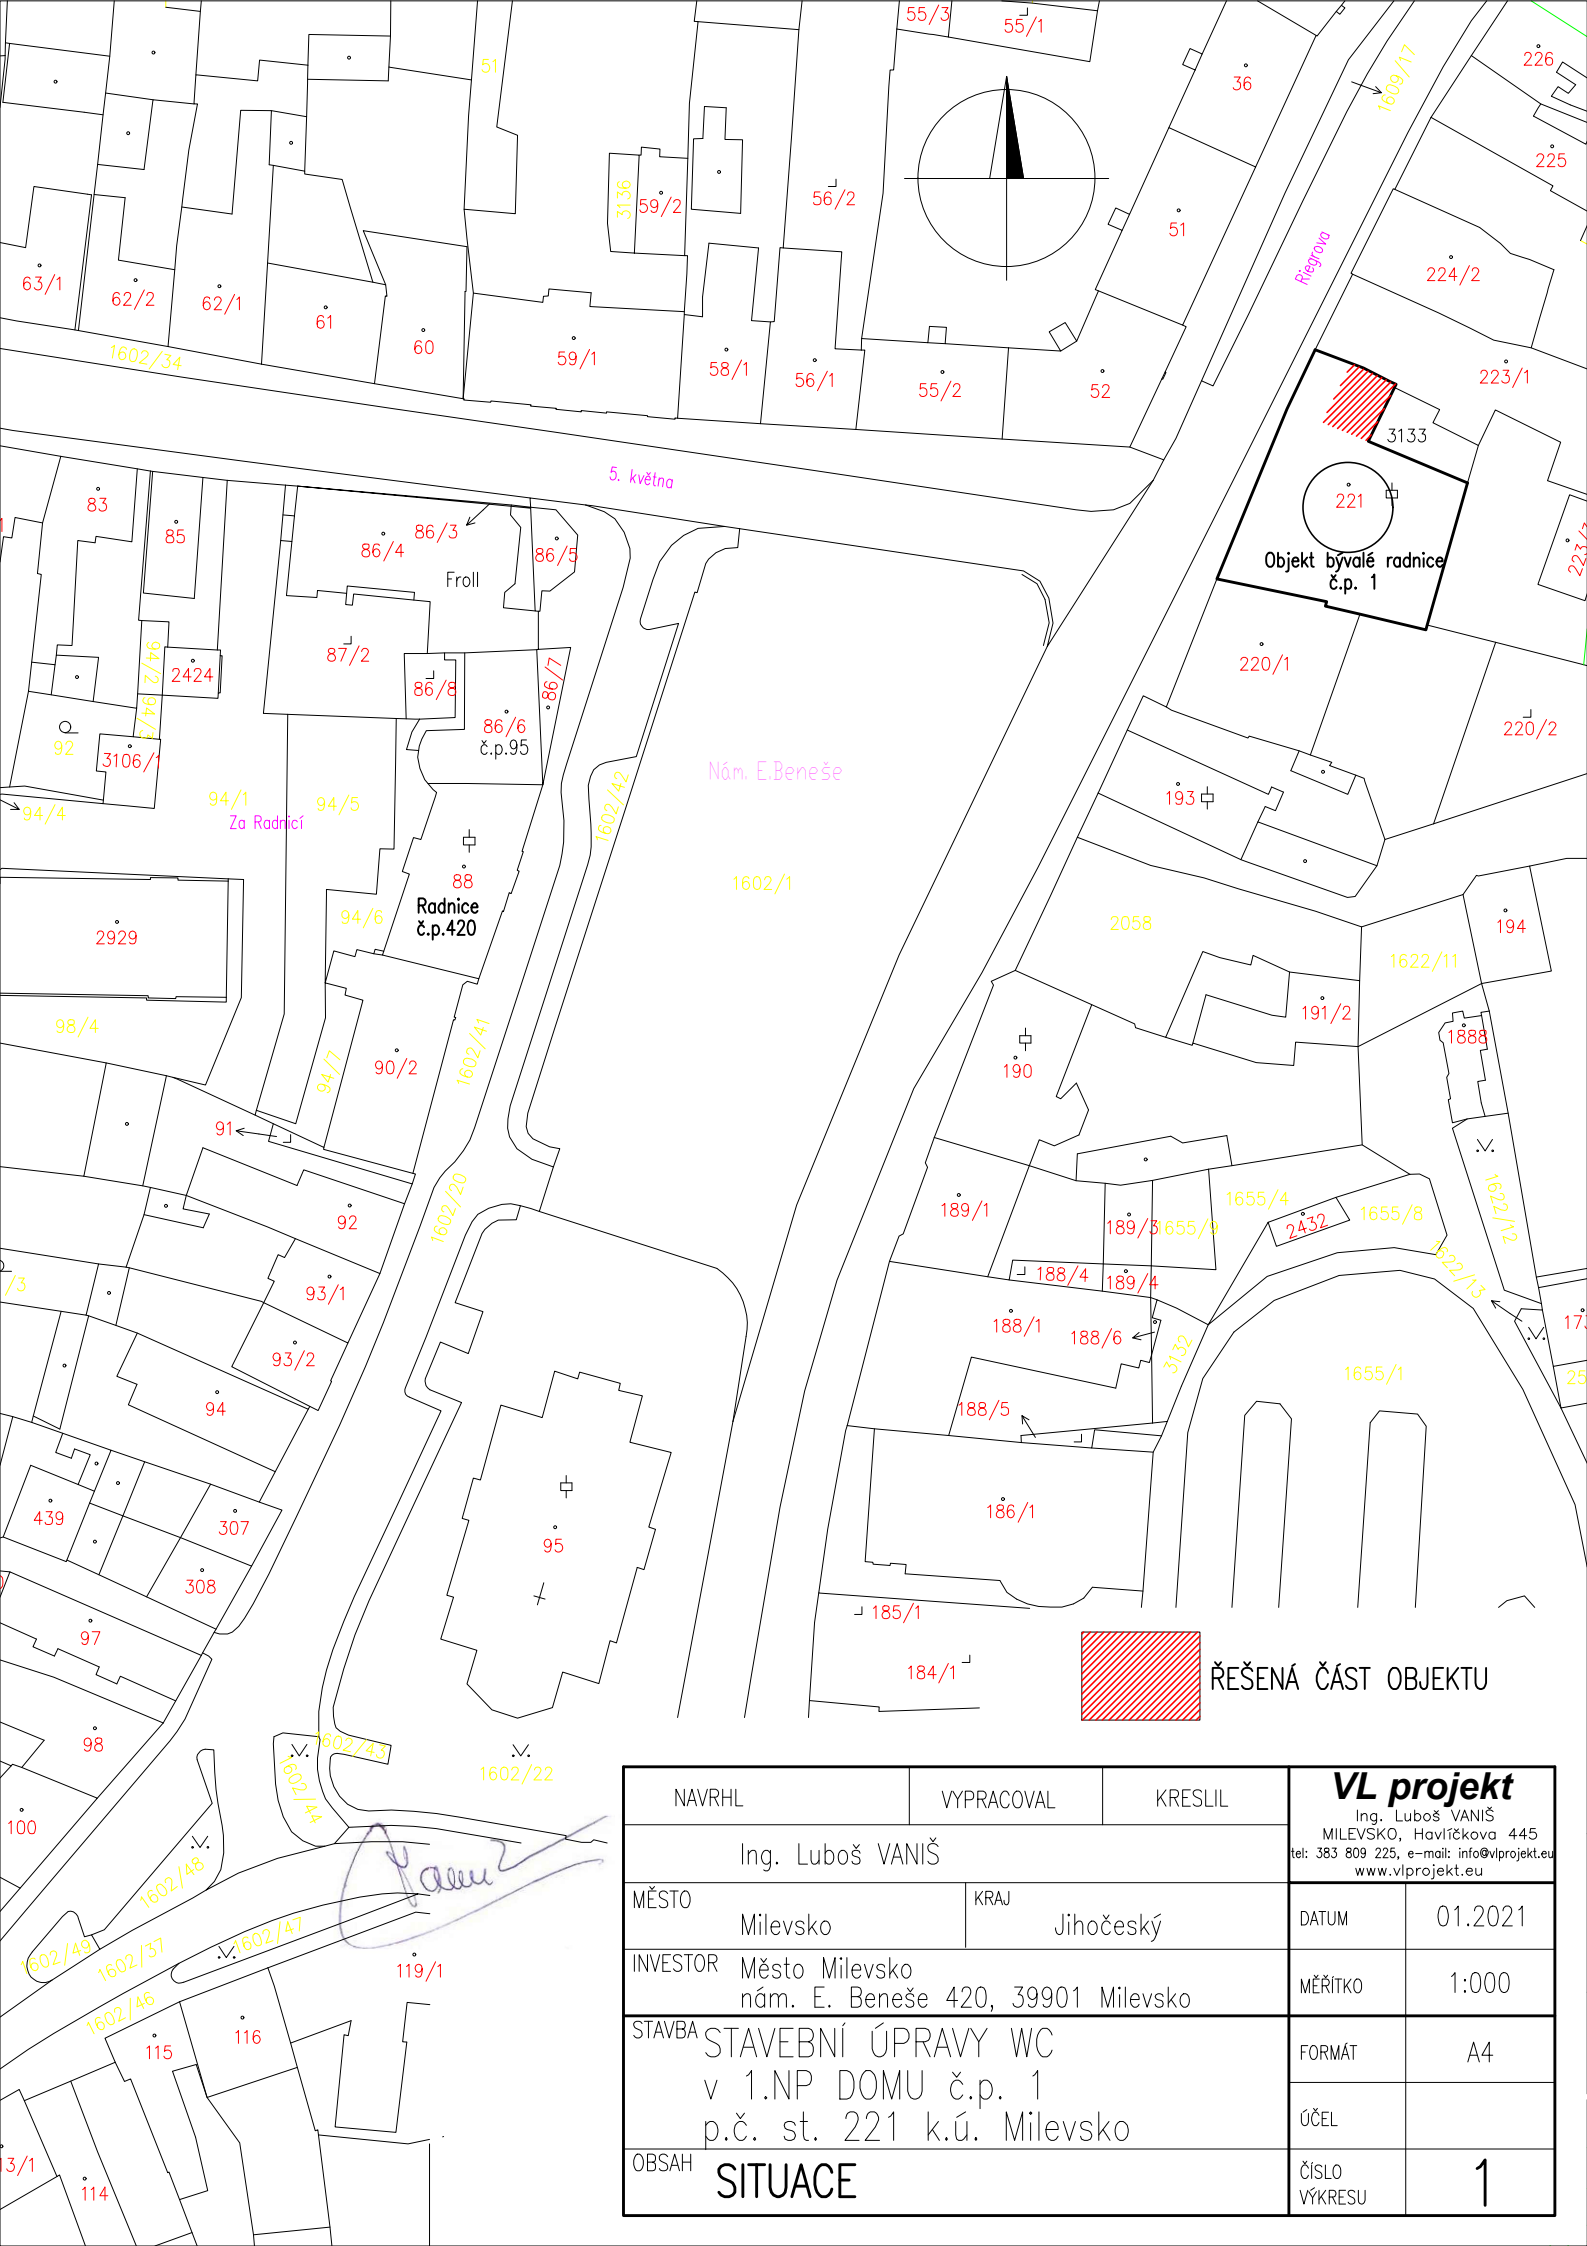 55/3
55/1
51
36
1609/17
226
225
3136
59/2
56/2
51
Riegrova
224/2
63/1
62/2
62/1
61
60
59/1
58/1
56/1
55/2
52
223/1
1602/34
3133
5. května
221
Objekt bývalé radnice
č.p. 1
83
85
86/3
86/4
86/5
Froll
87/2
86/8
86/7
86/6
č.p.95
94/2
2424
94/3
92
3106/1
94/4
94/1
94/5
Za Radnicí
1602/42
Nám. E.Beneše
220/1
220/2
193
88
Radnice
č.p.420
1602/1
94/6
2929
2058
194
1622/11
191/2
1888
98/4
94/7
90/2
1602/41
190
91
1602/20
92
189/1
189/3
1655/9
1655/4
2432
1655/8
1622/12
1622/13
/3
93/1
188/4
189/4
188/1
188/6
3132
93/2
94
188/5
1655/1
439
307
308
95
186/1
97
185/1
184/1
98
ŘEŠENÁ ČÁST OBJEKTU
1602/43
1602/44
1602/22
100
1602/48
1602/49
1602/37
1602/47
1602/46
119/1
116
115
13/1
114
NAVRHL
VYPRACOVAL
KRESLIL
VL projekt
Ing. Luboš VANIŠ
MILEVSKO, Havlíčkova 445
tel: 383 809 225, e-mail: info@vlprojekt.eu
www.vlprojekt.eu
Ing. Luboš VANIŠ
MĚSTO
Milevsko
KRAJ
Jihočeský
DATUM
01.2021
INVESTOR
Město Milevsko
nám. E. Beneše 420, 39901 Milevsko
MĚŘÍTKO
1:000
STAVBA
STAVEBNÍ ÚPRAVY WC
v 1.NP DOMU č.p. 1
p.č. st. 221 k.ú. Milevsko
FORMÁT
A4
ÚČEL
OBSAH
SITUACE
ČÍSLO
VÝKRESU
1